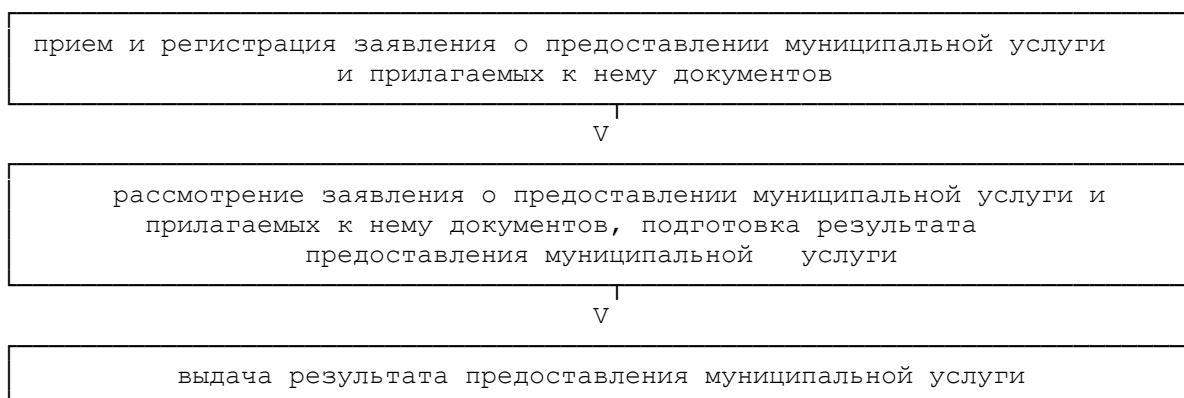 прием и регистрация заявления о предоставлении муниципальной услуги
и прилагаемых к нему документов
V
рассмотрение заявления о предоставлении муниципальной услуги и
прилагаемых к нему документов, подготовка результата
предоставления муниципальной услуги
V
выдача результата предоставления муниципальной услуги